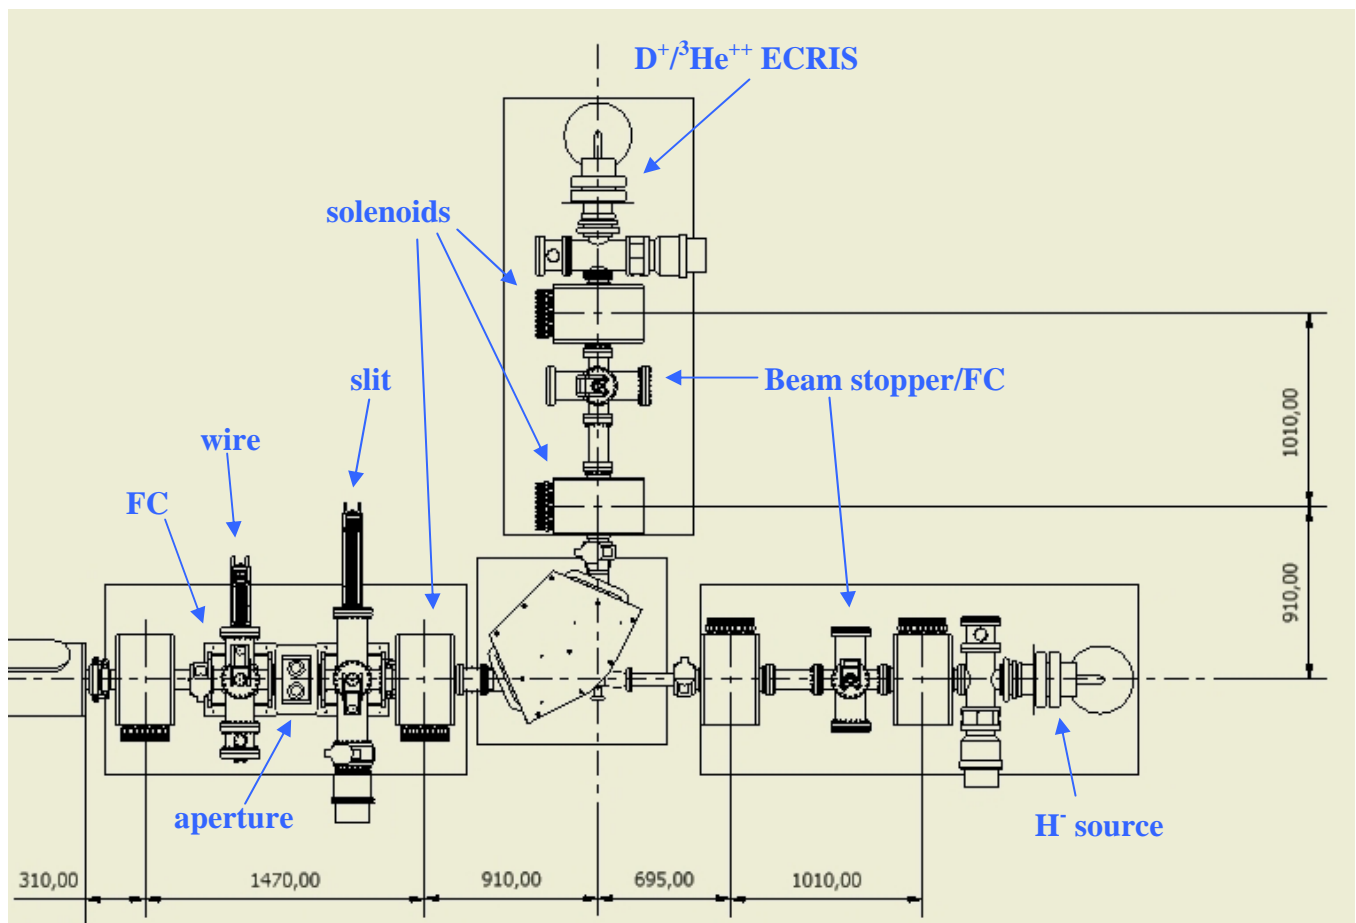 D⁺/³He⁺⁺ ECRIS
solenoids
slit
Beam stopper/FC
wire
FC
1010,00
910,00
aperture
H⁻ source
310,00
1470,00
910,00
695,00
1010,00